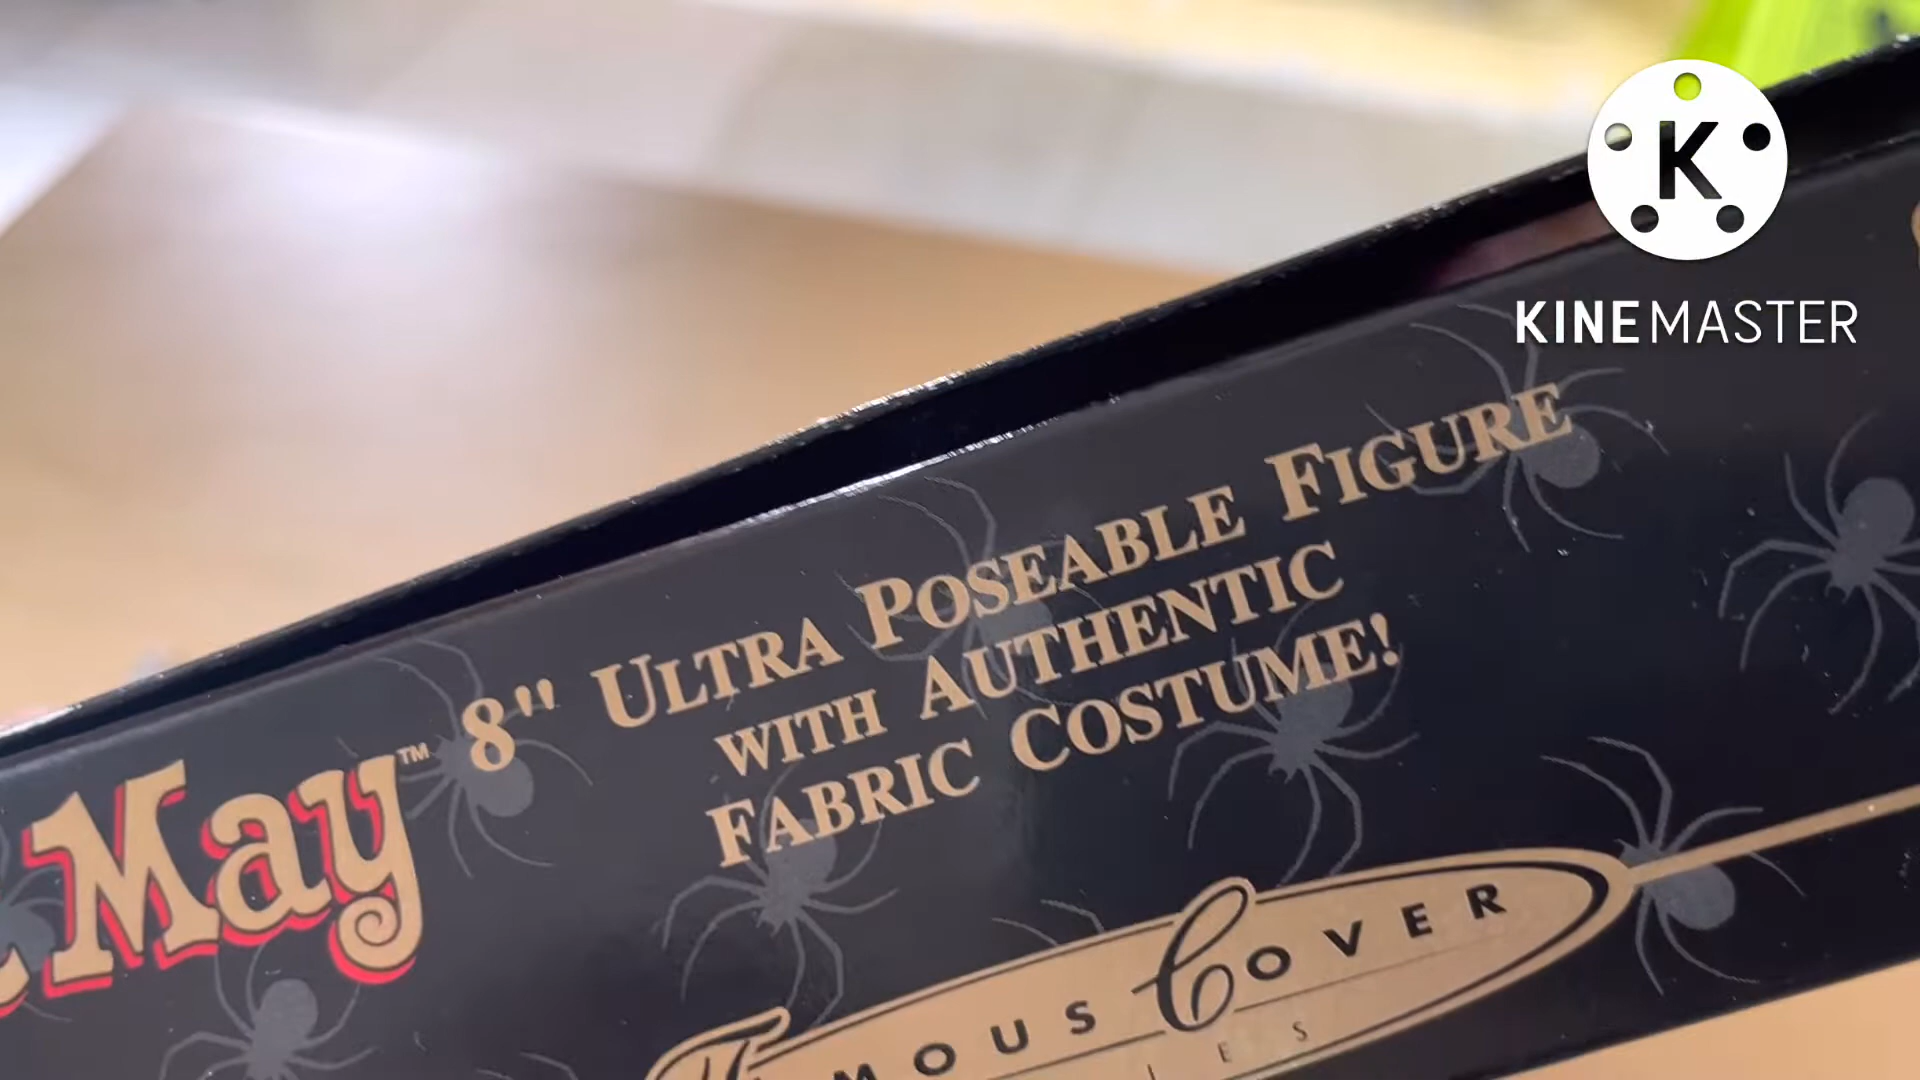 K
KINEMASTER
May™
8" ULTRA POSEABLE FIGURE
WITH AUTHENTIC
FABRIC COSTUME!
COVER